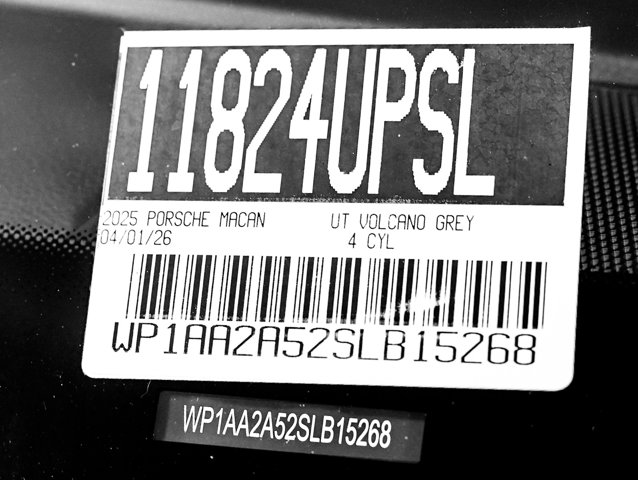 11824UPSL
2025 PORSCHE MACAN UT VOLCANO GREY
04/01/26 4 CYL
WP1AA2A52SLB15268
WP1AA2A52SLB15268